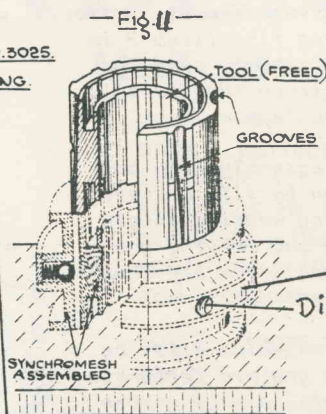 —Fig. 11—
.3025.
NG.
TOOL (FREED)
GROOVES
Di
SYNCHROMESH
ASSEMBLED